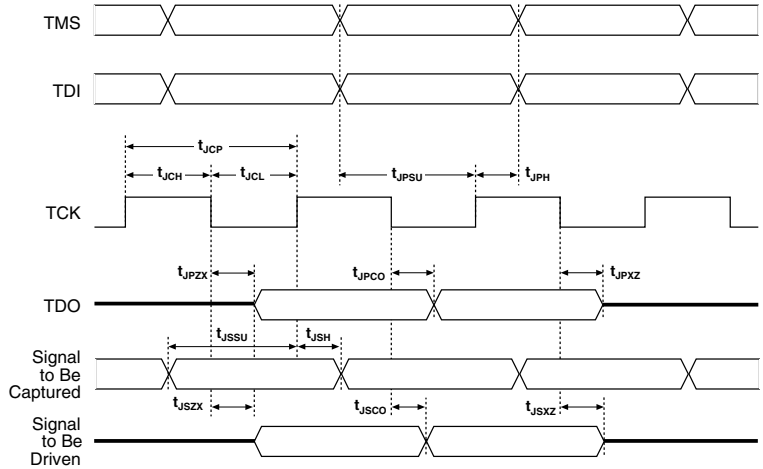 TMS
TDI
tJCP
tJCH
tJCL
tJPSU
tJPH
TCK
tJPZX
tJPCO
tJPXZ
TDO
tJSSU
tJSH
Signal
to Be
Captured
tJSZX
tJSCO
tJSXZ
Signal
to Be
Driven